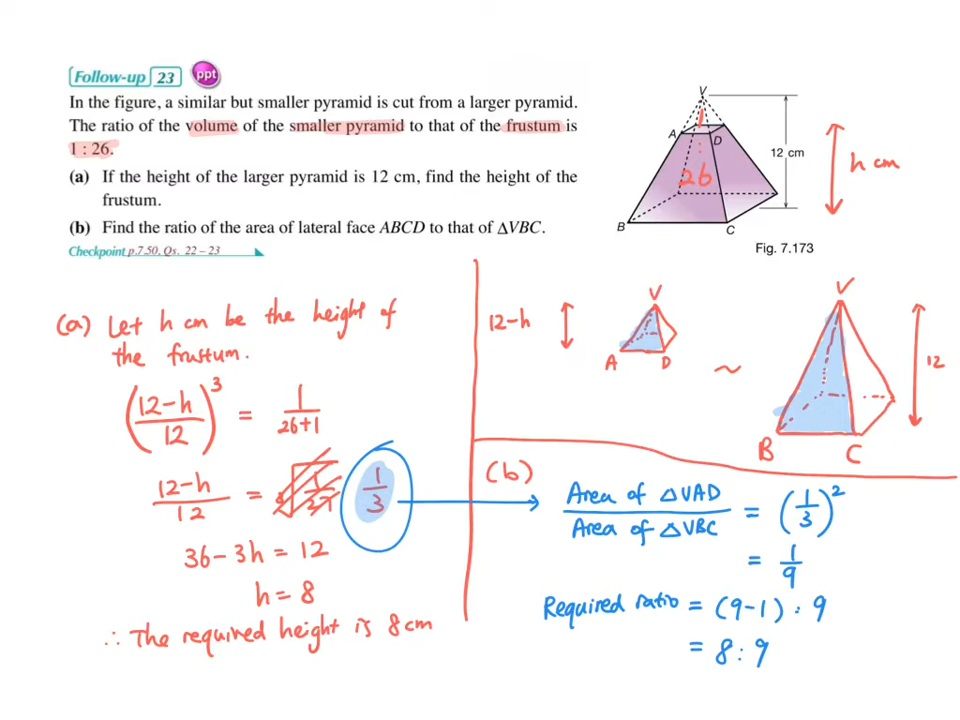 Follow-up 23 ppt
In the figure, a similar but smaller pyramid is cut from a larger pyramid.
The ratio of the volume of the smaller pyramid to that of the frustum is
1 : 26.
(a) If the height of the larger pyramid is 12 cm, find the height of the
frustum.
(b) Find the ratio of the area of lateral face ABCD to that of ΔVBC.
Checkpoint p.7.50, Qs. 22 – 23
V
1
A
D
:
26
12 cm
h cm
B
C
Fig. 7.173
(a) Let h cm be the height of
the frustum.
(12-h/12)^3 = 1/26+1
12-h/12 = 1/3
36-3h = 12
h = 8
∴ The required height is 8cm
12-h
V
A
D
~
V
12
B
C
(b)
Area of ΔVAD/Area of ΔVBC = (1/3)^2
= 1/9
Required ratio = (9-1) : 9
= 8 : 9